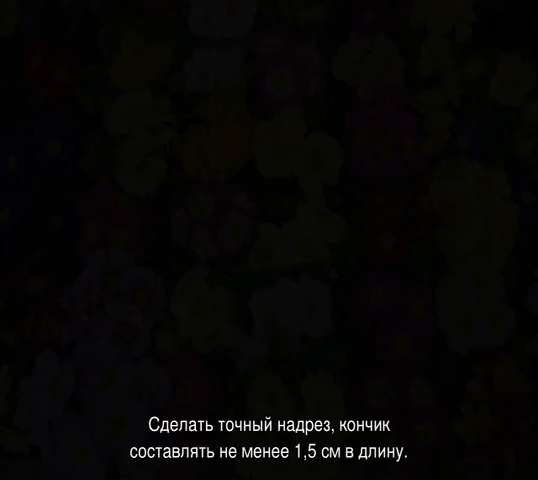 Сделать точный надрез, кончик
составлять не менее 1,5 см в длину.